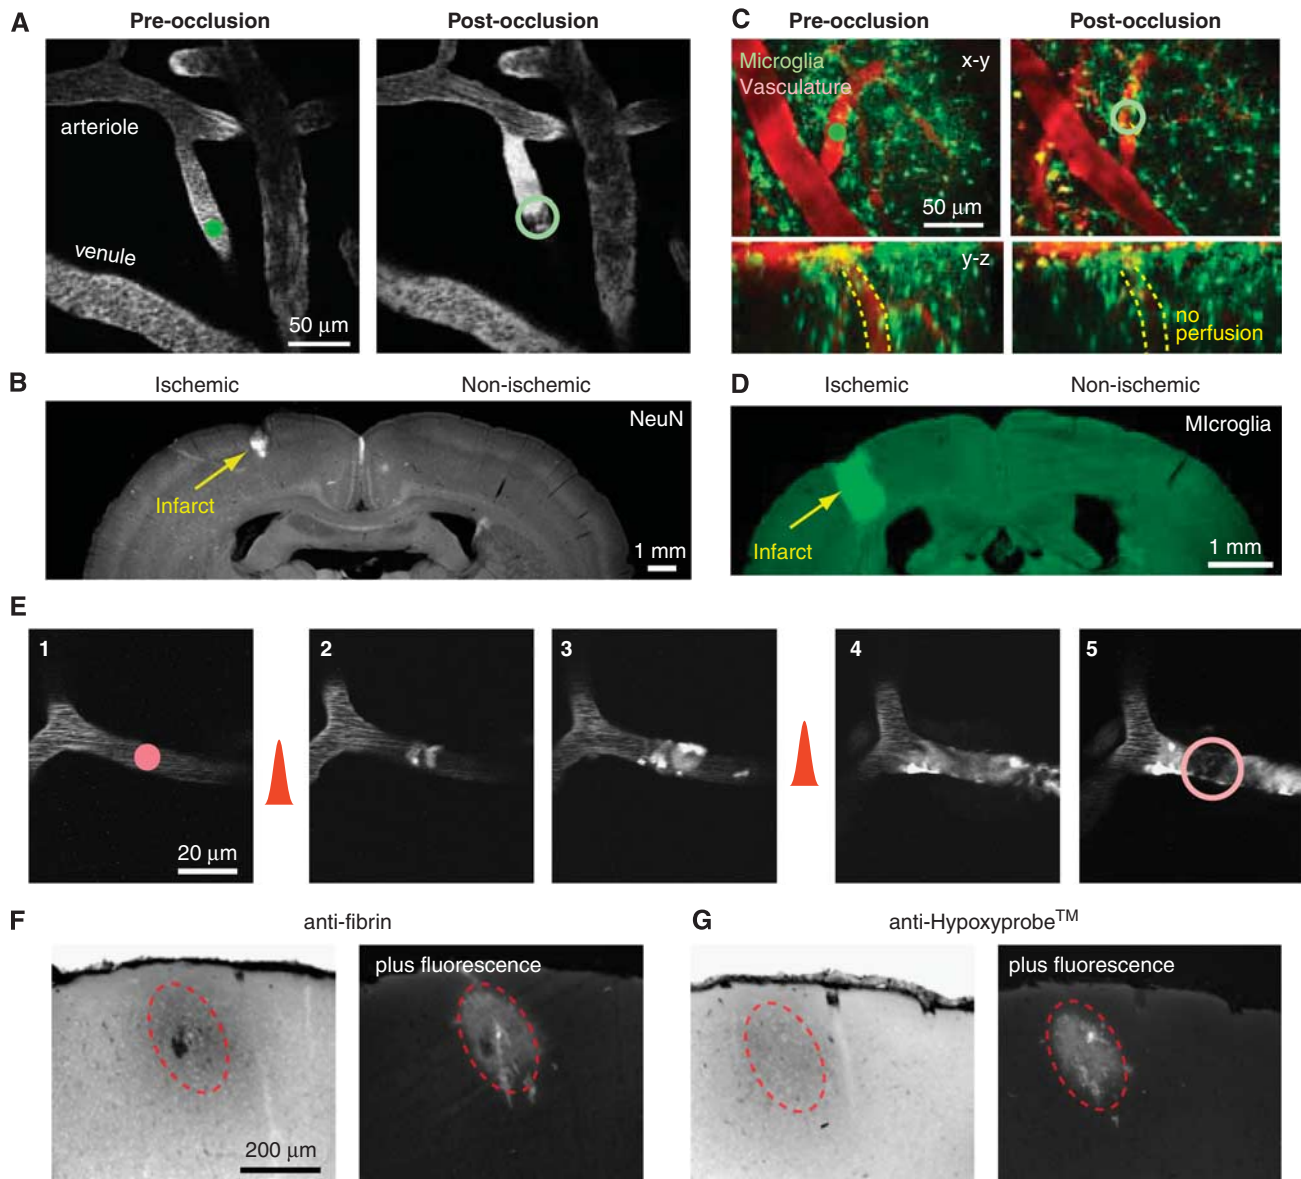 A
Pre-occlusion
Post-occlusion
arteriole
venule
50 μm
C
Pre-occlusion
Post-occlusion
Microglia
Vasculature
x-y
50 μm
y-z
no
perfusion
B
Ischemic
Non-ischemic
NeuN
Infarct
1 mm
D
Ischemic
Non-ischemic
MIcroglia
Infarct
1 mm
E
1
20 μm
2
3
4
5
F
anti-fibrin
plus fluorescence
200 μm
G
anti-Hypoxyprobe™
plus fluorescence